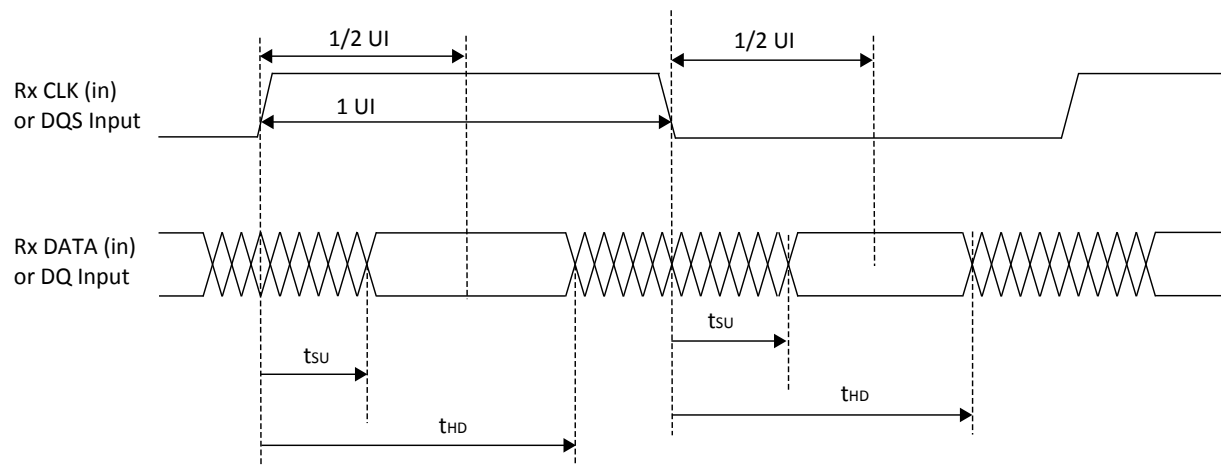 1/2 UI
1/2 UI
Rx CLK (in)
or DQS Input
1 UI
Rx DATA (in)
or DQ Input
tSU
tSU
tHD
tHD